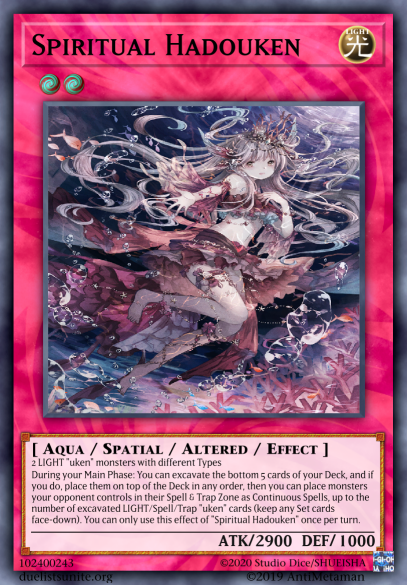 SPIRITUAL HADOUKEN
LIGHT
光
[ AQUA / SPATIAL / ALTERED / EFFECT ]
2 LIGHT "uken" monsters with different Types
During your Main Phase: You can excavate the bottom 5 cards of your Deck, and if
you do, place them on top of the Deck in any order, then you can place monsters
your opponent controls in their Spell & Trap Zone as Continuous Spells, up to the
number of excavated LIGHT/Spell/Trap "uken" cards (keep any Set cards
face-down). You can only use this effect of "Spiritual Hadouken" once per turn.
ATK/2900 DEF/1000
102400243
©2020 Studio Dice/SHUEISHA
duelistsunite.org
©2019 AntiMetaman